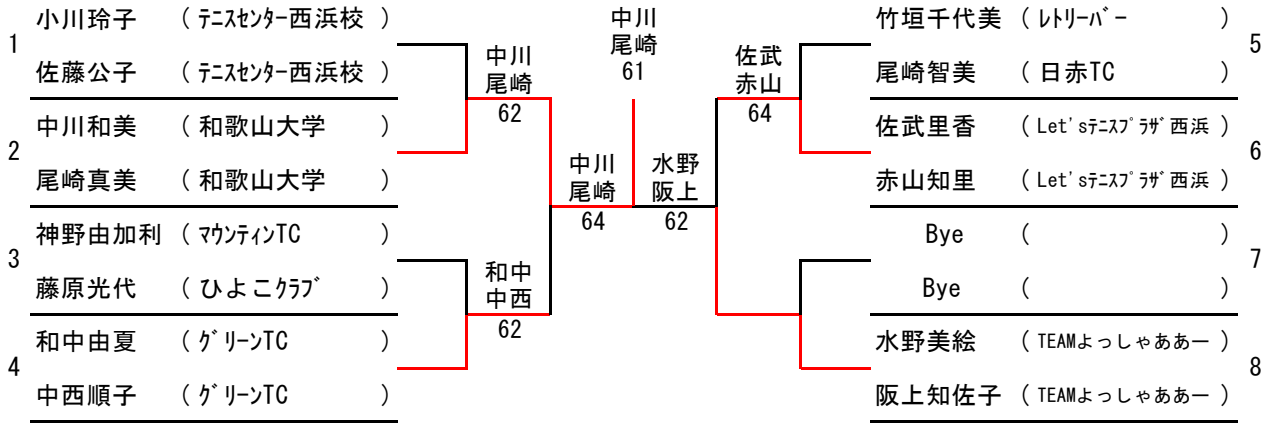 1
小川玲子 （ ﾃﾆｽｾﾝﾀｰ西浜校 ）
佐藤公子 （ ﾃﾆｽｾﾝﾀｰ西浜校 ）
2
中川和美 （ 和歌山大学 ）
尾崎真美 （ 和歌山大学 ）
3
神野由加利 （ ﾏｳﾝﾃｨﾝTC ）
藤原光代 （ ひよこｸﾗﾌﾞ ）
4
和中由夏 （ ｸﾞﾘｰﾝTC ）
中西順子 （ ｸﾞﾘｰﾝTC ）
中川
尾崎
62
和中
中西
62
中川
尾崎
64
中川
尾崎
61
水野
阪上
62
佐武
赤山
64
竹垣千代美 （ ﾚﾄﾘｰﾊﾞｰ ）
尾崎智美 （ 日赤TC ）
5
佐武里香 （ Let'sﾃﾆｽﾌﾟﾗｻﾞ西浜 ）
赤山知里 （ Let'sﾃﾆｽﾌﾟﾗｻﾞ西浜 ）
6
Bye （ ）
Bye （ ）
7
水野美絵 （ TEAMよっしゃああー ）
阪上知佐子 （ TEAMよっしゃああー ）
8